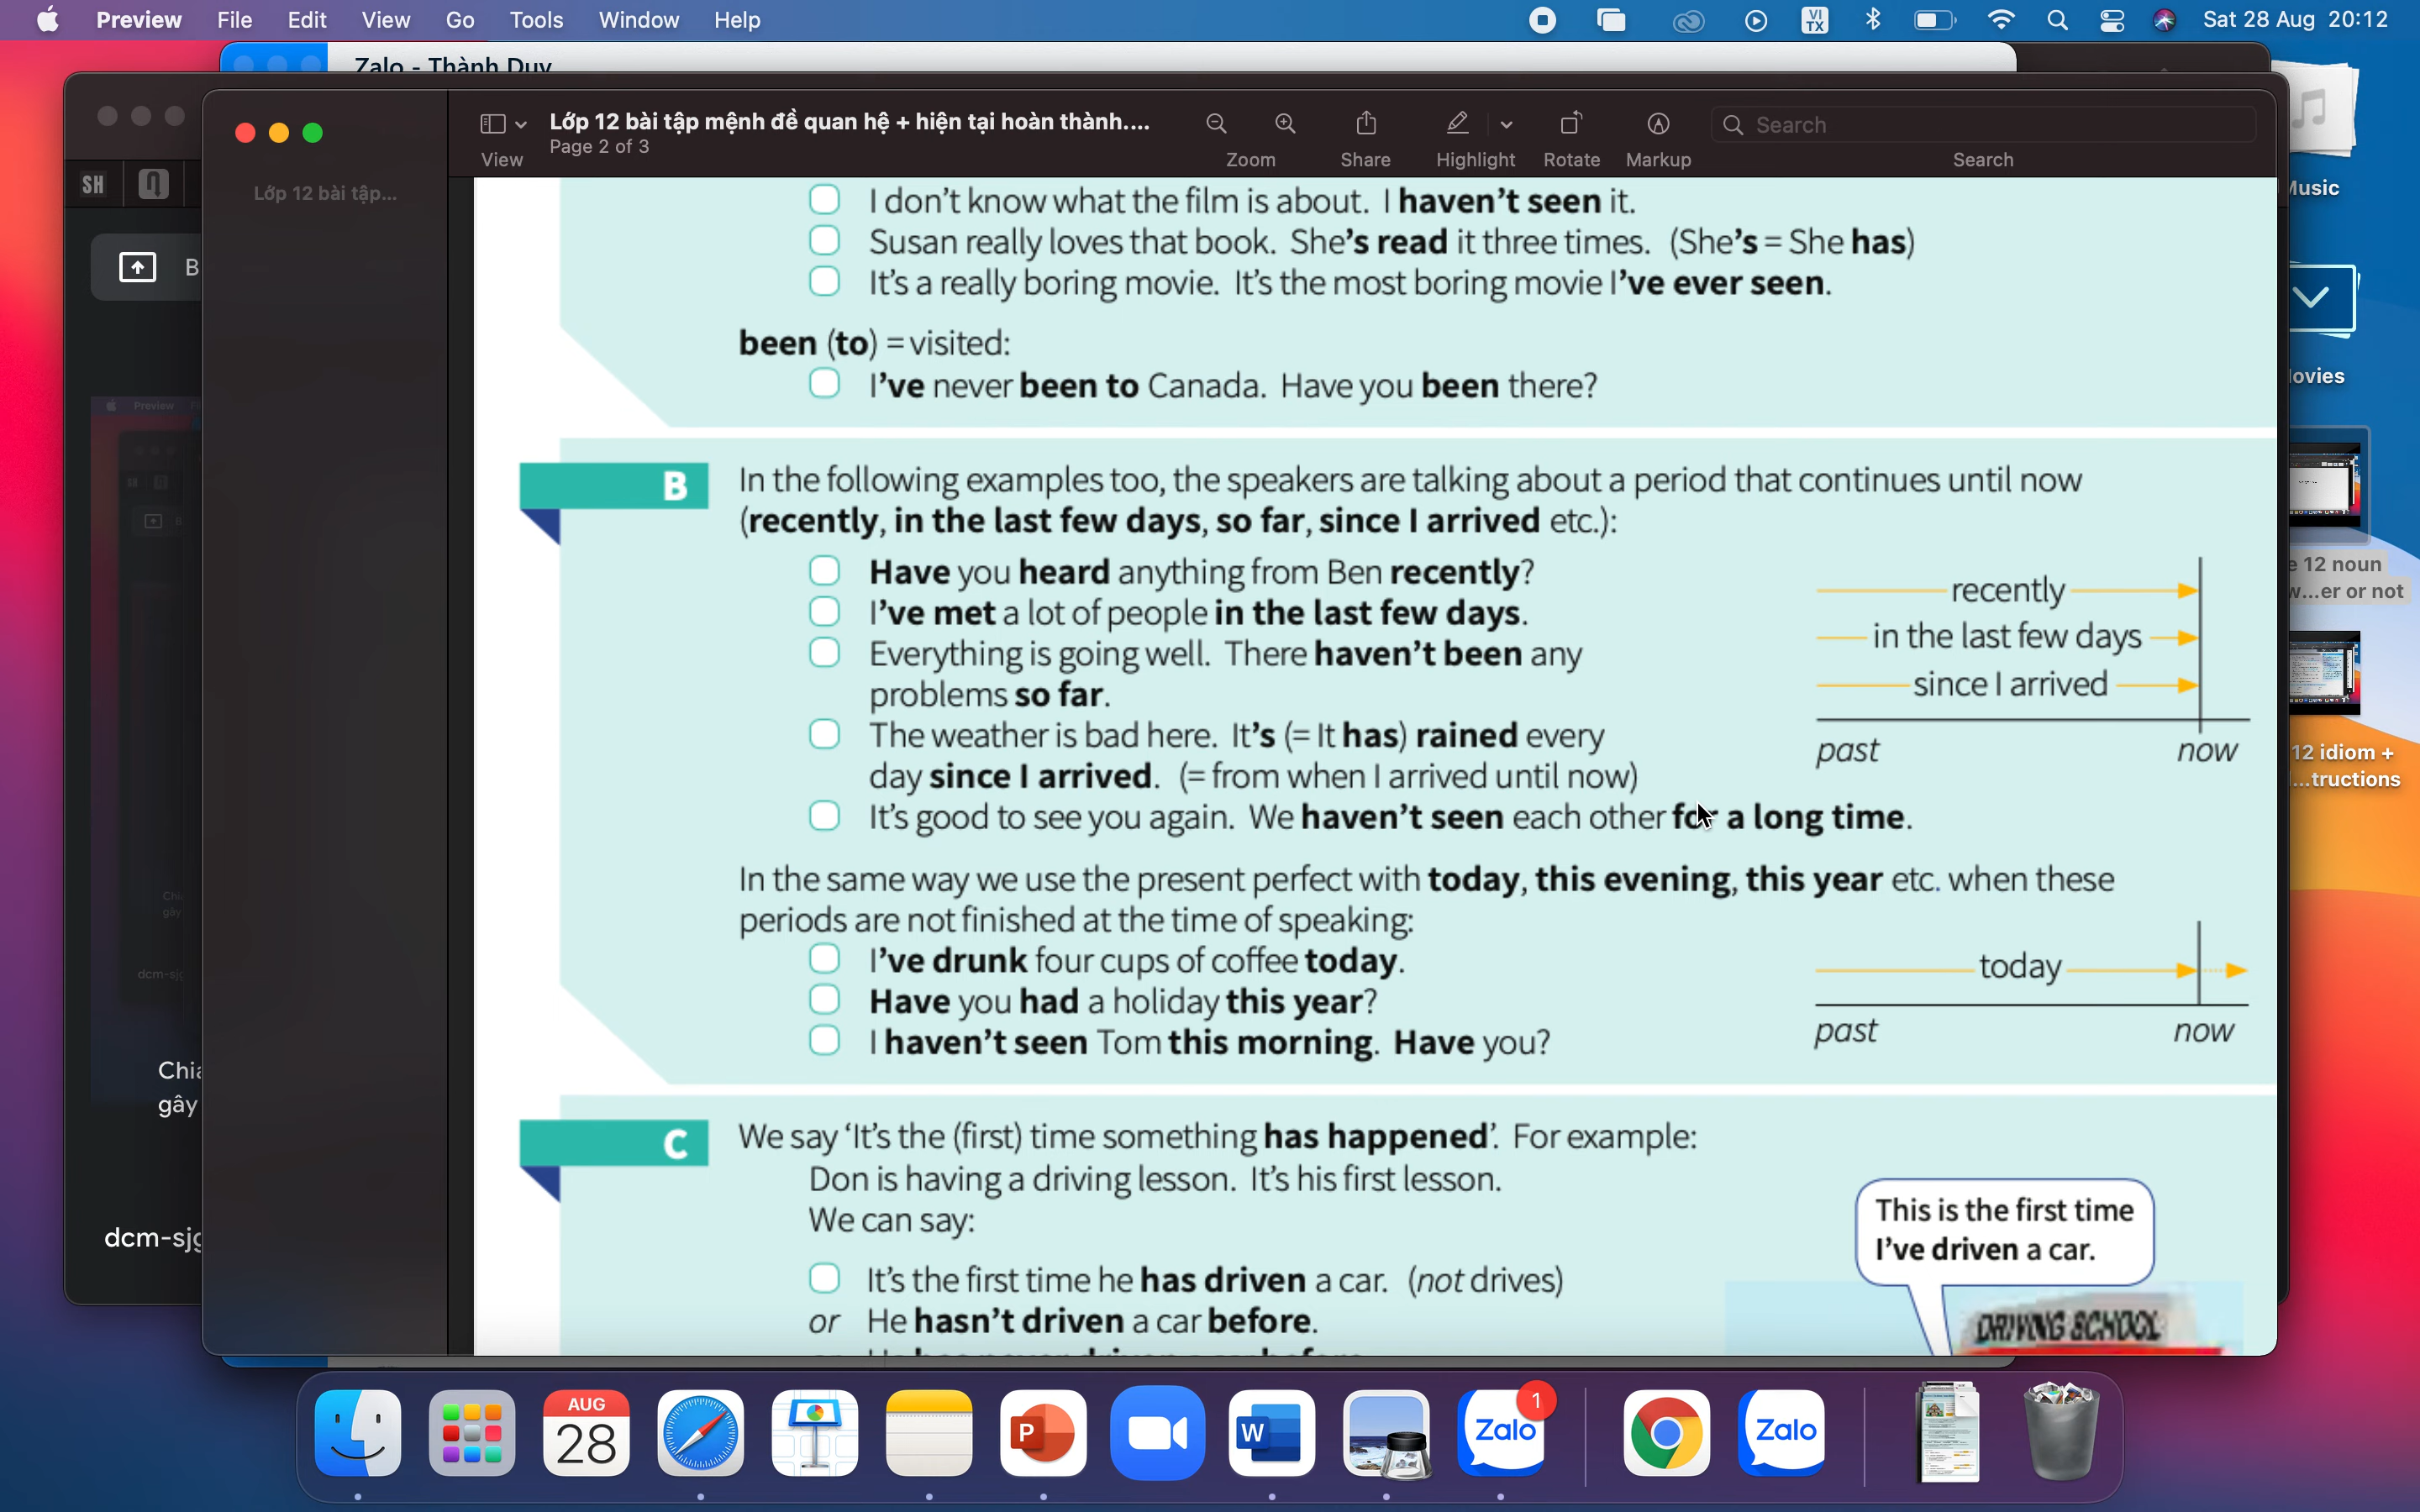 Preview File Edit View Go Tools Window Help
VI TX
Sat 28 Aug 20:12
Zalo - Thành Duy
Lớp 12 bài tập mệnh đề quan hệ + hiện tại hoàn thành....
Page 2 of 3
View Zoom Share Highlight Rotate Markup Search
Search
Lớp 12 bài tập...
SH
B
Preview
Chia
gây
dcm-sjg
I don't know what the film is about. I haven't seen it.
Susan really loves that book. She's read it three times. (She's = She has)
It's a really boring movie. It's the most boring movie I've ever seen.
been (to) = visited:
I've never been to Canada. Have you been there?
B
In the following examples too, the speakers are talking about a period that continues until now
(recently, in the last few days, so far, since I arrived etc.):
Have you heard anything from Ben recently?
I've met a lot of people in the last few days.
Everything is going well. There haven't been any
problems so far.
The weather is bad here. It's (= It has) rained every
day since I arrived. (= from when I arrived until now)
It's good to see you again. We haven't seen each other for a long time.
recently
in the last few days
since I arrived
past now
In the same way we use the present perfect with today, this evening, this year etc. when these
periods are not finished at the time of speaking:
I've drunk four cups of coffee today.
Have you had a holiday this year?
I haven't seen Tom this morning. Have you?
today
past now
C
We say 'It's the (first) time something has happened'. For example:
Don is having a driving lesson. It's his first lesson.
We can say:
It's the first time he has driven a car. (not drives)
or He hasn't driven a car before.
This is the first time
I've driven a car.
DRIVING SCHOOL
Music
ovies
e 12 noun
w...er or not
12 idiom +
...tructions
AUG
28
P
W
Zalo
1
Zalo